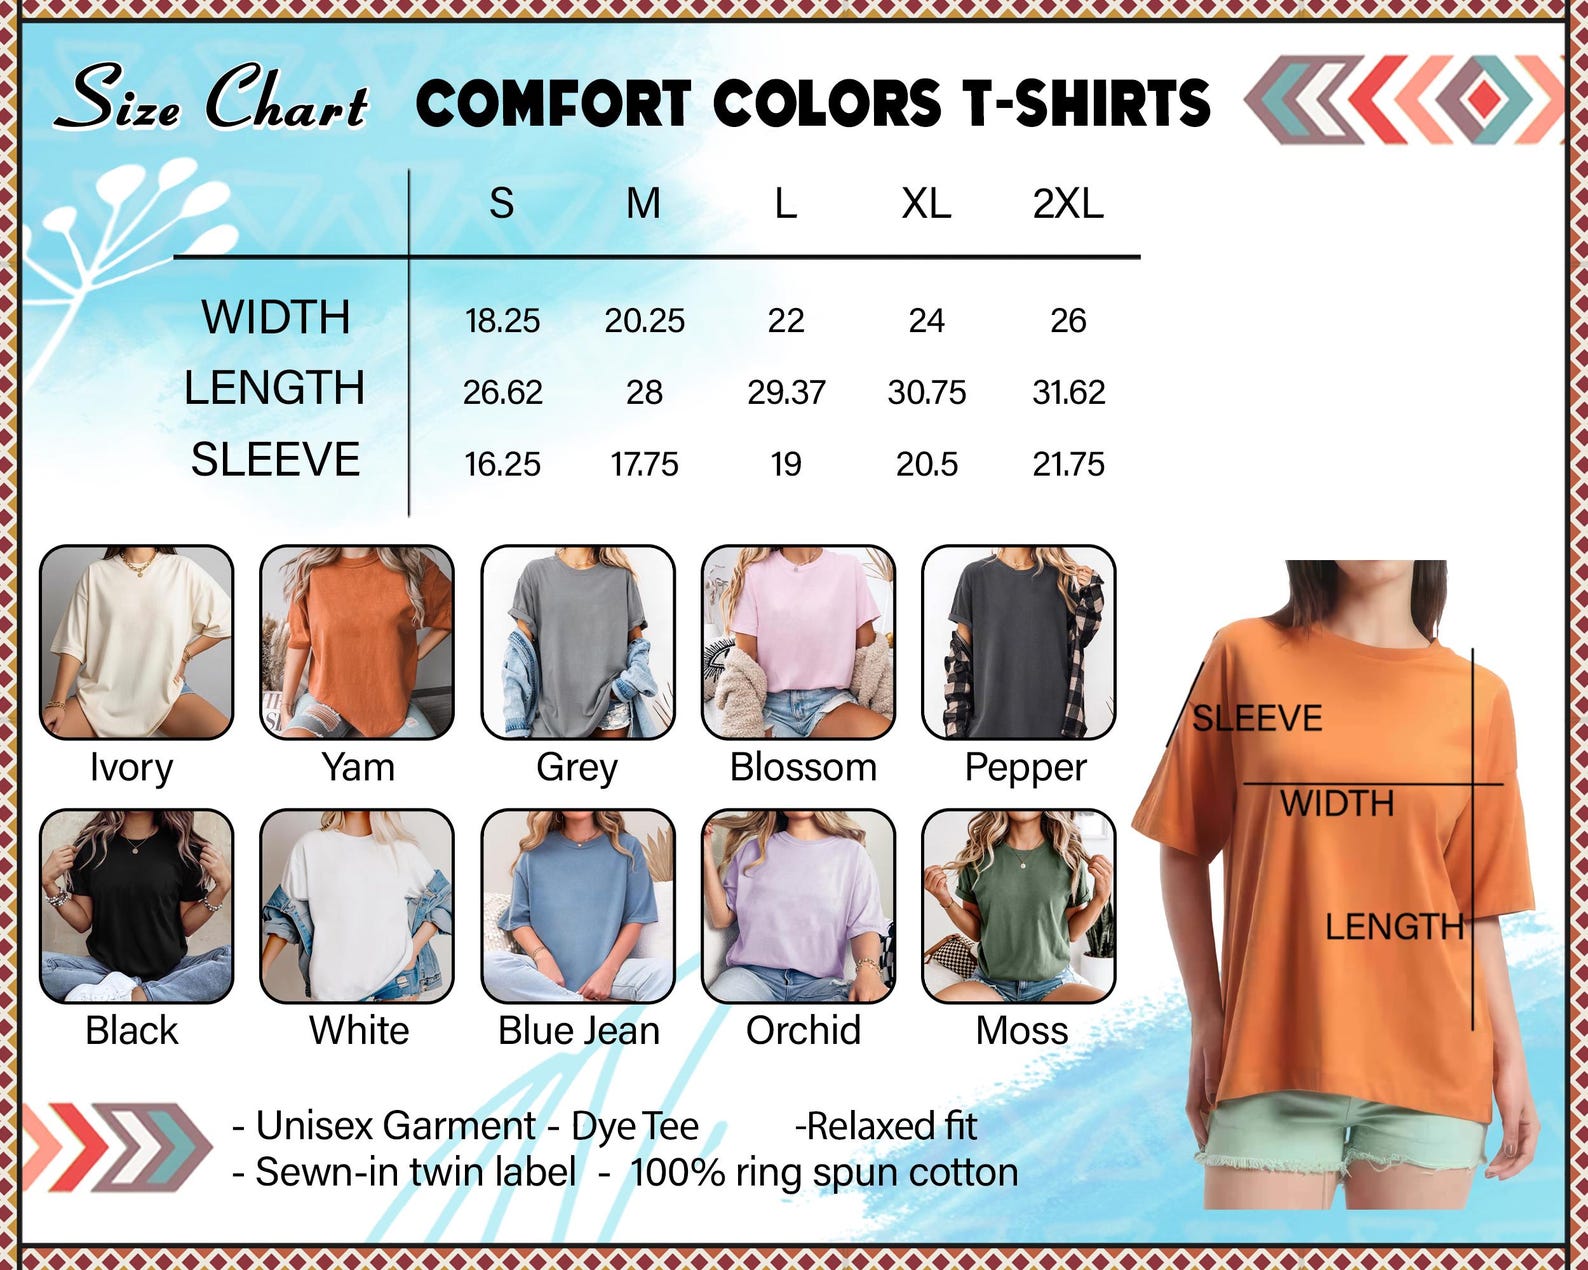 Size Chart COMFORT COLORS T-SHIRTS
S M L XL 2XL
WIDTH 18.25 20.25 22 24 26
LENGTH 26.62 28 29.37 30.75 31.62
SLEEVE 16.25 17.75 19 20.5 21.75
Ivory Yam Grey Blossom Pepper
Black White Blue Jean Orchid Moss
SLEEVE
WIDTH
LENGTH
- Unisex Garment - Dye Tee -Relaxed fit
- Sewn-in twin label - 100% ring spun cotton